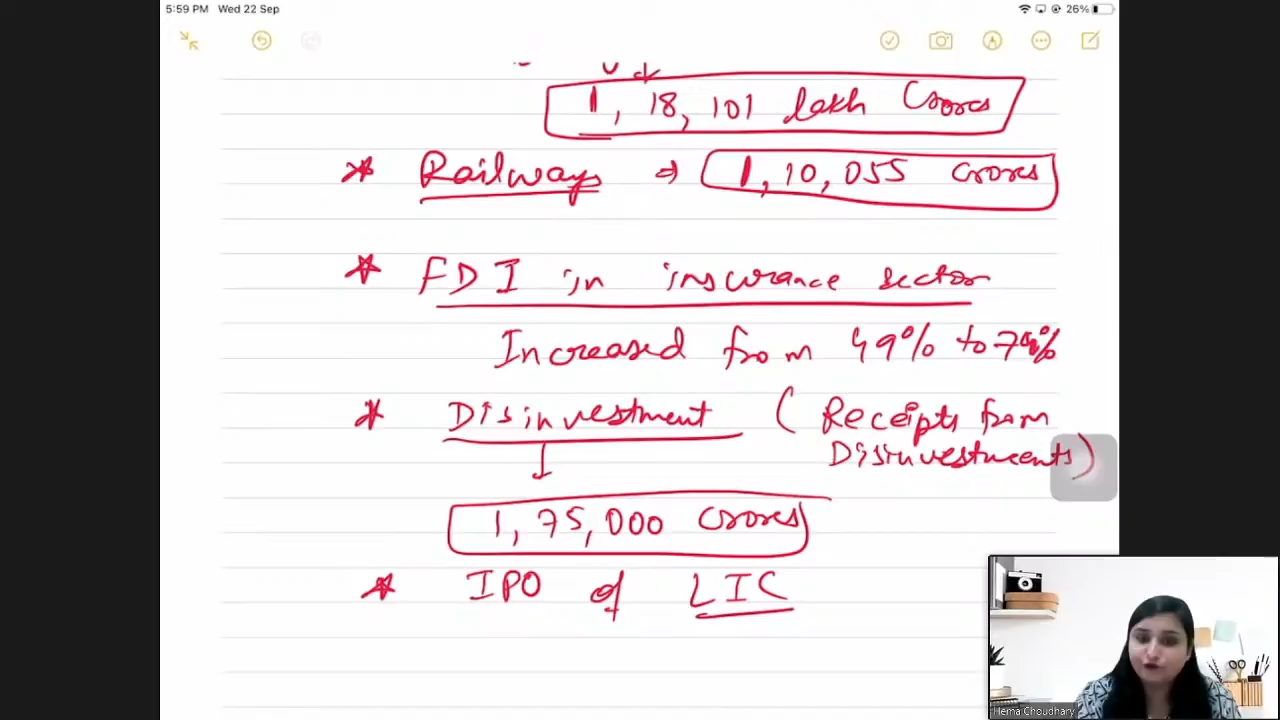 5:59 PM Wed 22 Sep
26%
1, 18, 101 lakh Crores
* Railways ⇒ 1, 10, 055 crores
* FDI in insurance sector
Increased from 49% to 74%
* Disinvestment (Receipts from
Disinvestments)
↓
1, 75, 000 crores
* IPO of LIC
Hema Choudhary